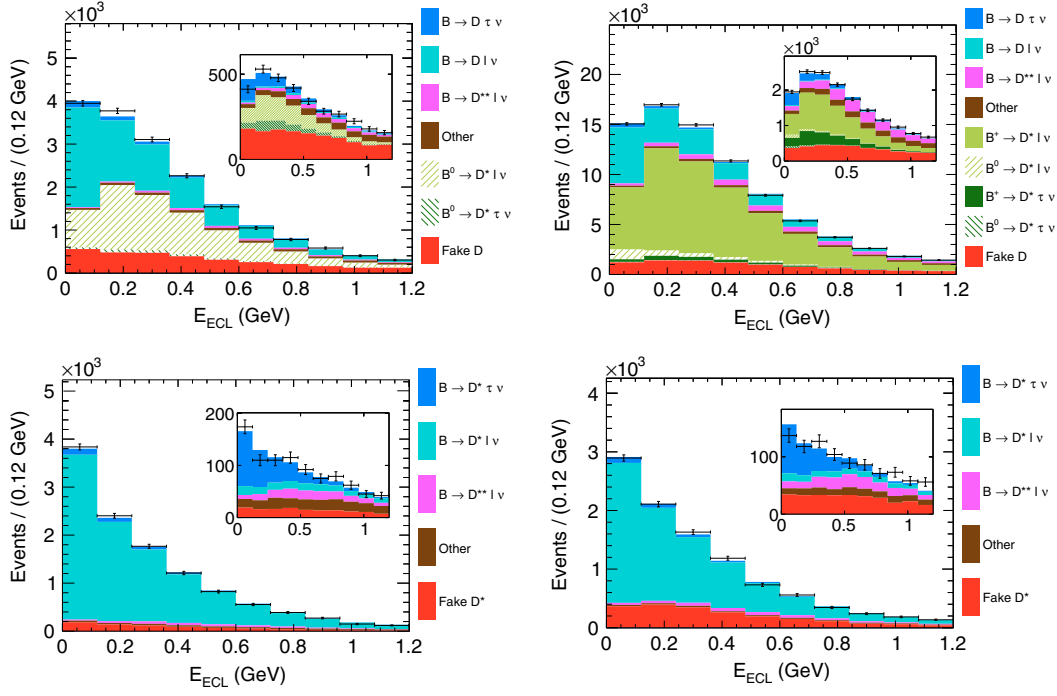 ×10³
Events / (0.12 GeV)
5
4
3
2
1
0
500
0
0 0.5 1
0 0.2 0.4 0.6 0.8 1 1.2
E_ECL (GeV)
B → D τ ν
B → D l ν
B → D** l ν
Other
B⁰ → D* l ν
B⁰ → D* τ ν
Fake D
×10³
Events / (0.12 GeV)
20
15
10
5000
0
×10³
2
1
0
0 0.5 1
0 0.2 0.4 0.6 0.8 1 1.2
E_ECL (GeV)
B → D τ ν
B → D l ν
B → D** l ν
Other
B⁺ → D* l ν
B⁰ → D* l ν
B⁺ → D* τ ν
B⁰ → D* τ ν
Fake D
×10³
Events / (0.12 GeV)
5
4
3
2
1
0
200
100
0
0 0.5 1
0 0.2 0.4 0.6 0.8 1 1.2
E_ECL (GeV)
B → D* τ ν
B → D* l ν
B → D** l ν
Other
Fake D*
×10³
Events / (0.12 GeV)
4
3
2
1000
0
100
0
0 0.5 1
0 0.2 0.4 0.6 0.8 1 1.2
E_ECL (GeV)
B → D* τ ν
B → D* l ν
B → D** l ν
Other
Fake D*